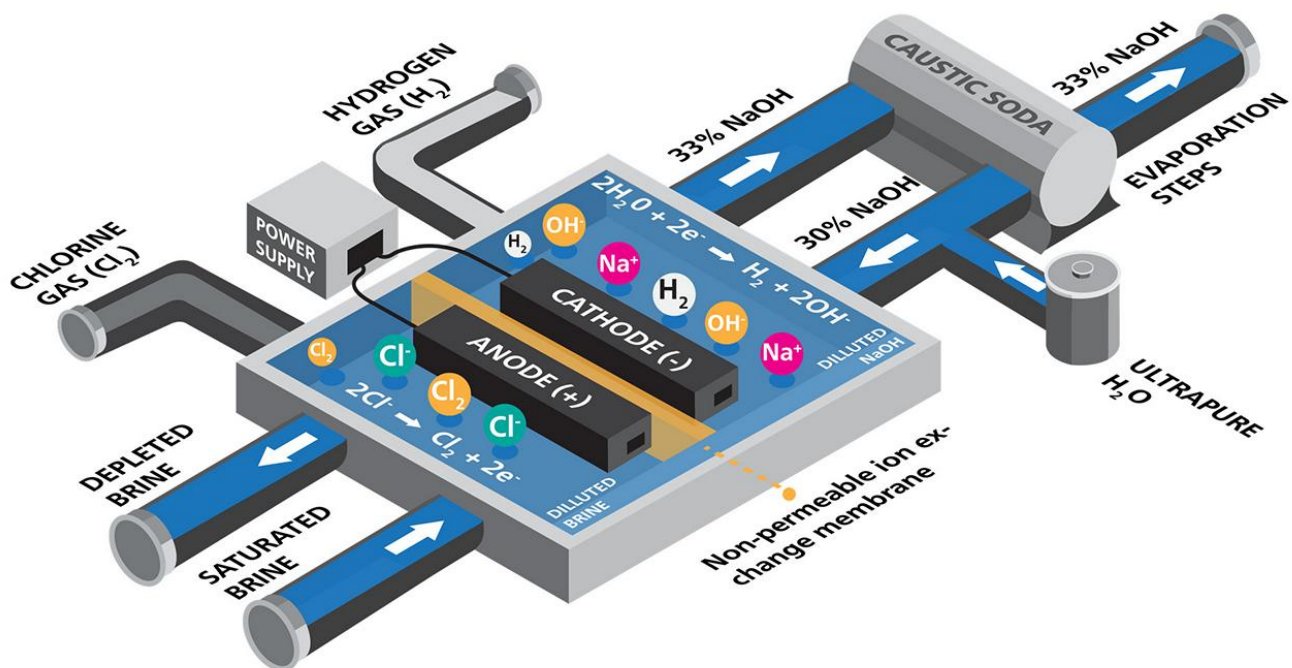 HYDROGEN
GAS (H₂)
CHLORINE
GAS (Cl₂)
POWER
SUPPLY
33% NaOH
CAUSTIC SODA
33% NaOH
EVAPORATION
STEPS
30% NaOH
ULTRAPURE
H₂O
2H₂0 + 2e⁻ → H₂ + 2OH⁻
H₂
OH⁻
Na⁺
H₂
OH⁻
Na⁺
DILLUTED
NaOH
CATHODE (-)
ANODE (+)
Cl₂
Cl⁻
Cl₂
Cl⁻
2Cl⁻ → Cl₂ + 2e⁻
DILLUTED
BRINE
DEPLETED
BRINE
SATURATED
BRINE
Non-permeable ion ex-
change membrane